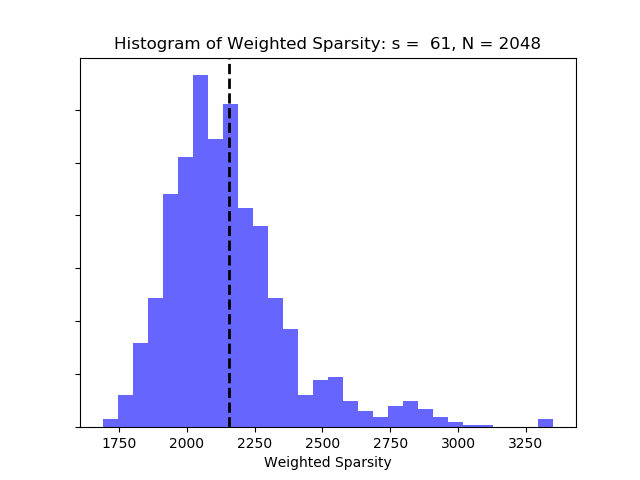 Histogram of Weighted Sparsity: s =  61, N = 2048
1750 2000 2250 2500 2750 3000 3250
Weighted Sparsity